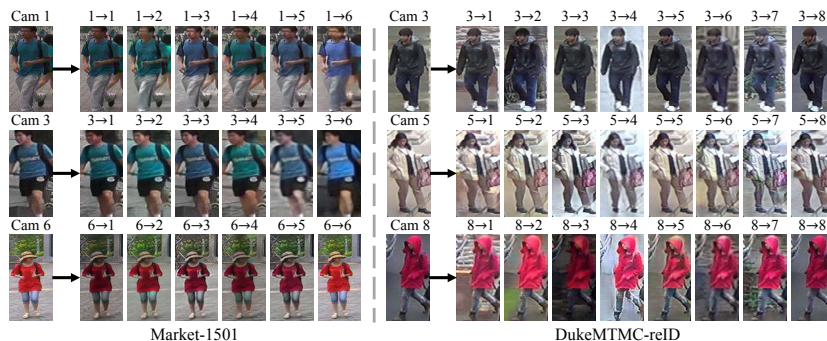 Cam 1 1→1 1→2 1→3 1→4 1→5 1→6
Cam 3 3→1 3→2 3→3 3→4 3→5 3→6
Cam 6 6→1 6→2 6→3 6→4 6→5 6→6
Market-1501
Cam 3 3→1 3→2 3→3 3→4 3→5 3→6 3→7 3→8
Cam 5 5→1 5→2 5→3 5→4 5→5 5→6 5→7 5→8
Cam 8 8→1 8→2 8→3 8→4 8→5 8→6 8→7 8→8
DukeMTMC-reID